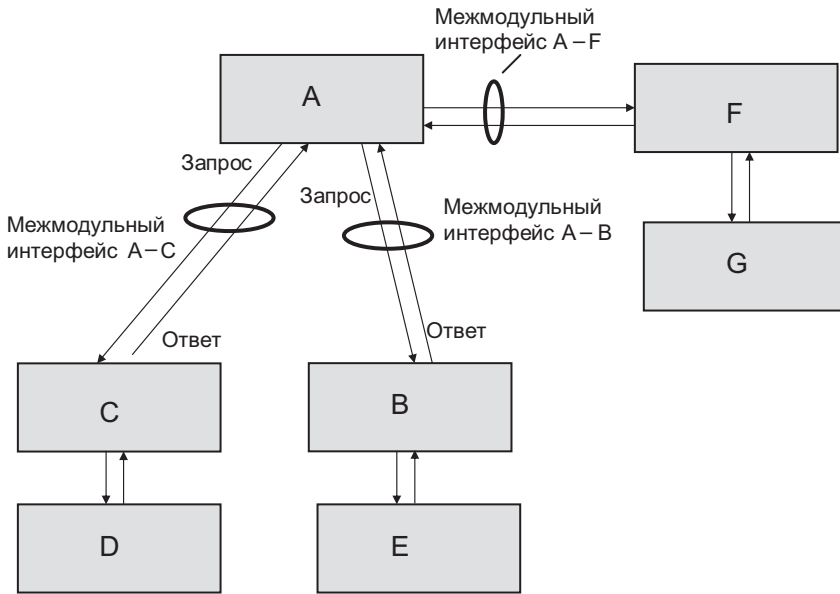 Межмодульный
интерфейс A – F
A
F
Запрос
Запрос
Межмодульный
интерфейс A – C
Межмодульный
интерфейс A – B
G
Ответ
Ответ
C
B
D
E